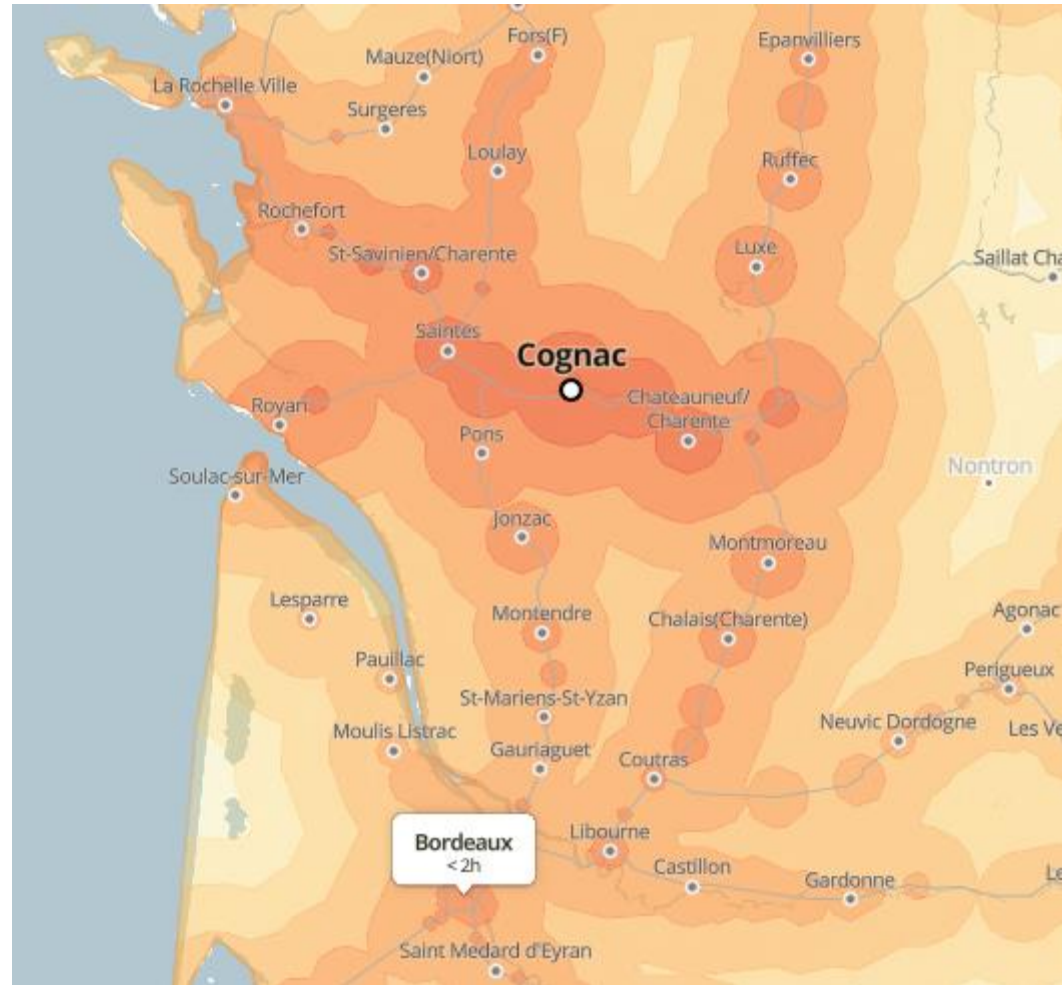 Fors(F)
Epanvilliers
Mauze(Niort)
La Rochelle Ville
Surgeres
Loulay
Ruffec
Rochefort
St-Savinien/Charente
Luxe
Saillat Cha
Saintes
Cognac
Royan
Chateauneuf/
Charente
Pons
Nontron
Soulac-sur-Mer
Jonzac
Montmoreau
Lesparre
Montendre
Chalais(Charente)
Agonac
Pauillac
Perigueux
St-Mariens-St-Yzan
Neuvic Dordogne
Les Ve
Moulis Listrac
Gauriaguet
Coutras
Bordeaux
< 2h
Libourne
Castillon
Gardonne
Le
Saint Medard d'Eyran